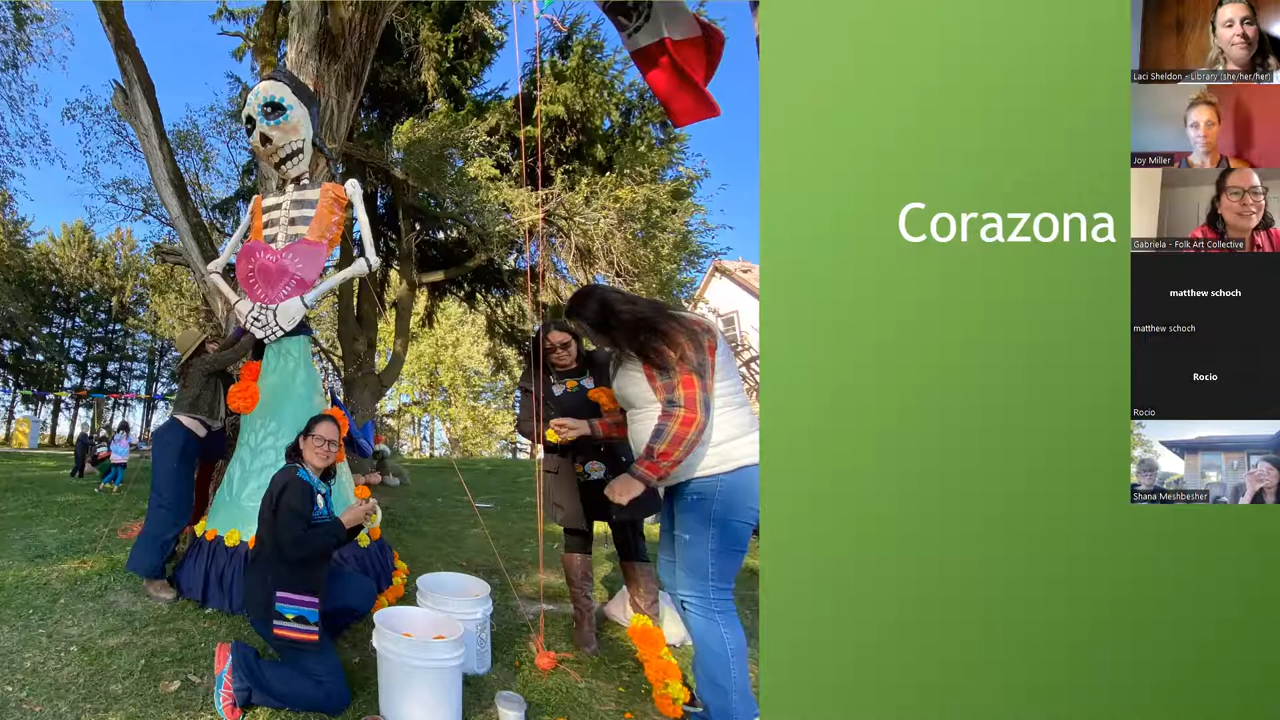 Corazona
Laci Sheldon - Library (she/her/her)
Joy Miller
Gabriela - Folk Art Collective
matthew schoch
matthew schoch
Rocio
Rocio
Shana Meshbesher